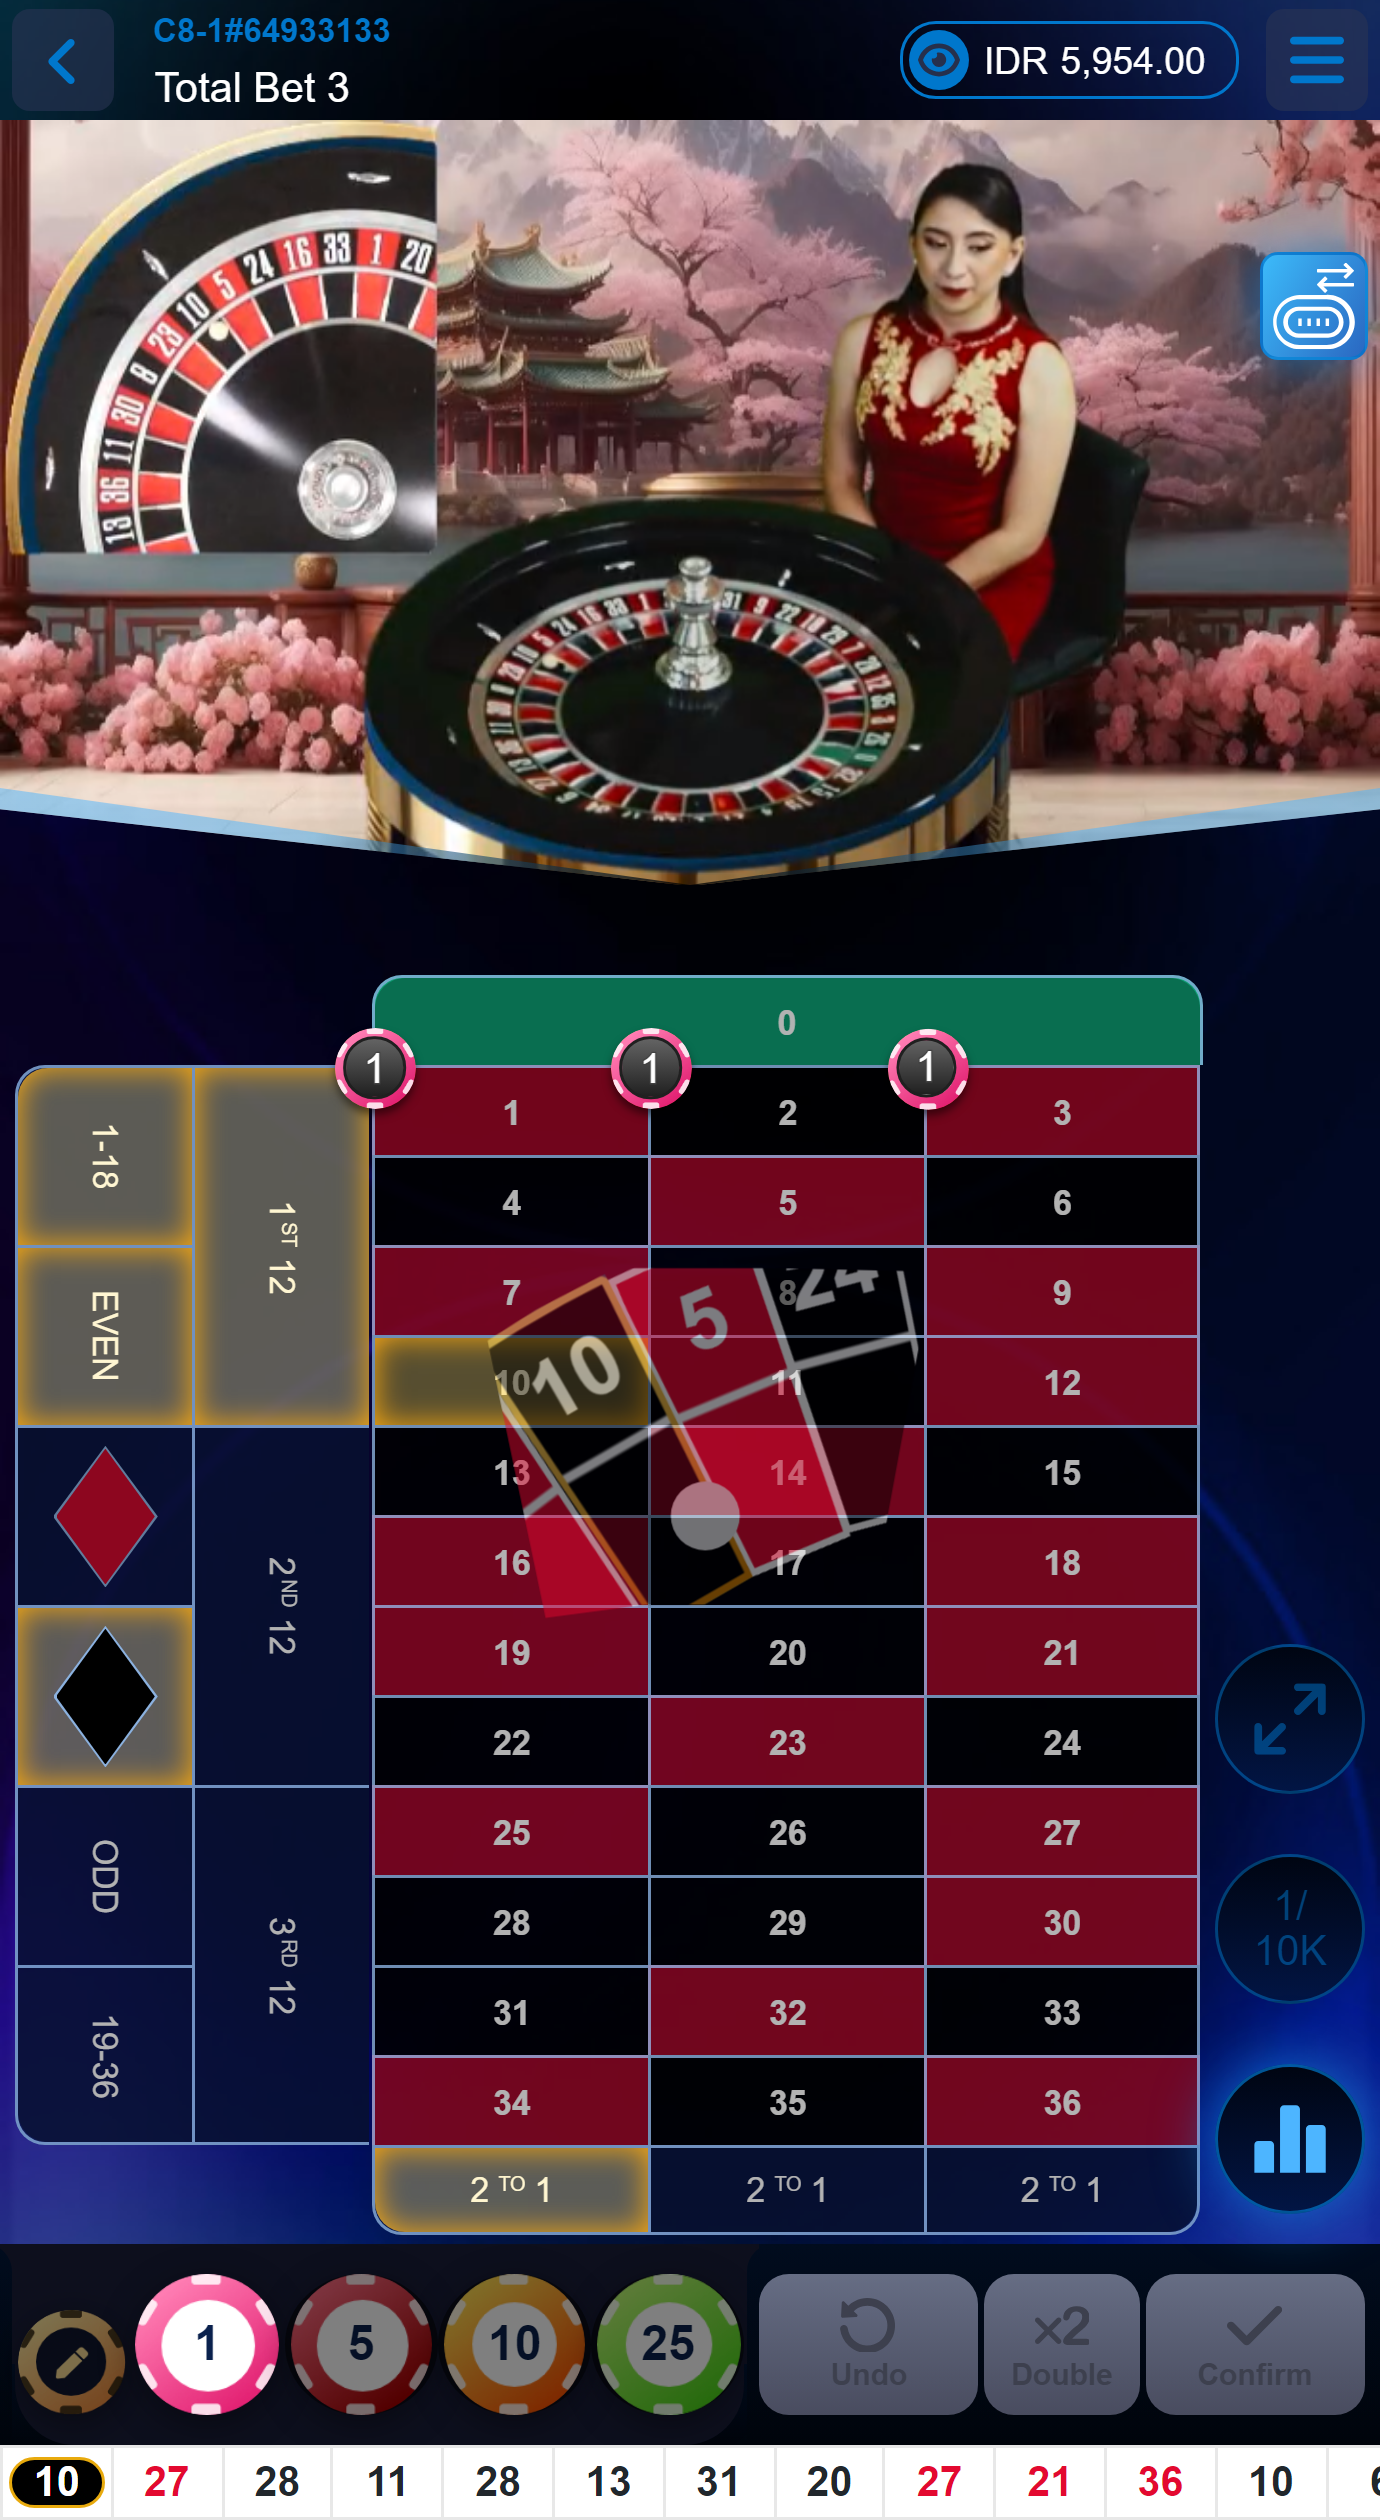 C8-1#64933133
Total Bet 3
IDR 5,954.00
13 36 11 30 8 23 10 5 24 16 33 1 20
0
1 1 1
1 2 3
4 5 6
7 8 9
10 11 12
13 14 15
16 17 18
19 20 21
22 23 24
25 26 27
28 29 30
31 32 33
34 35 36
2 TO 1 2 TO 1 2 TO 1
1-18
EVEN
ODD
19-36
1ST 12
2ND 12
3RD 12
10 5 24
1/
10K
1 5 10 25
Undo
x2
Double
Confirm
10 27 28 11 28 13 31 20 27 21 36 10